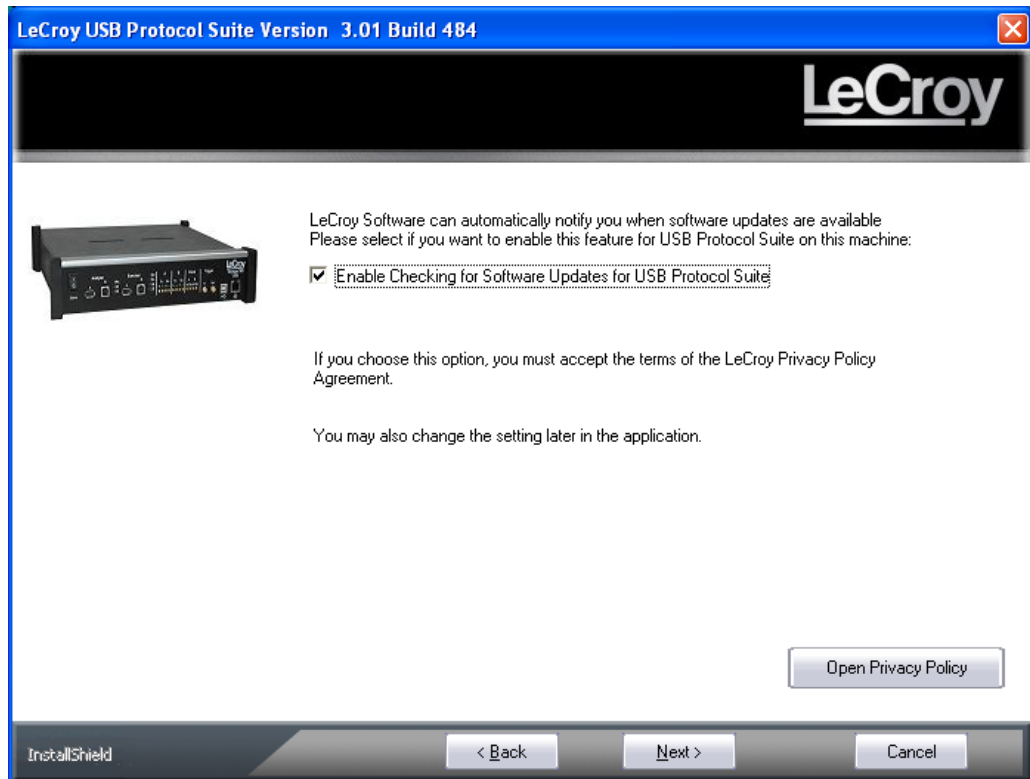 LeCroy USB Protocol Suite Version 3.01 Build 484
LeCroy
LeCroy Software can automatically notify you when software updates are available
Please select if you want to enable this feature for USB Protocol Suite on this machine:
Enable Checking for Software Updates for USB Protocol Suite
If you choose this option, you must accept the terms of the LeCroy Privacy Policy
Agreement.
You may also change the setting later in the application.
Open Privacy Policy
InstallShield
< Back
Next >
Cancel